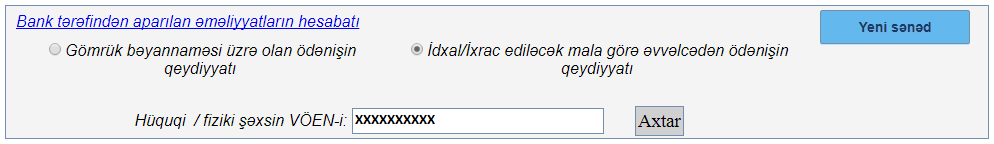 Bank tərəfindən aparılan əməliyyatların hesabatı
Yeni sənəd
Gömrük bəyannaməsi üzrə olan ödənişin
qeydiyyatı
İdxal/İxrac ediləcək mala görə əvvəlcədən ödənişin
qeydiyyatı
Hüquqi / fiziki şəxsin VÖEN-i:
xxxxxxxxxx
Axtar